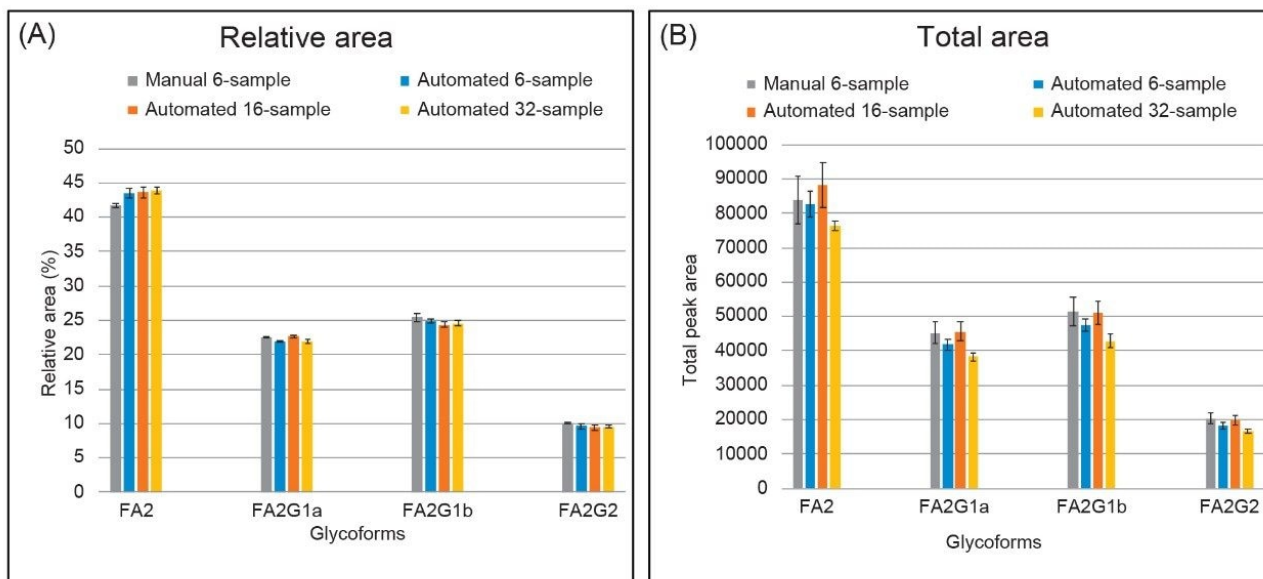 (A) Relative area
Manual 6-sample Automated 6-sample
Automated 16-sample Automated 32-sample
50
45
40
35
30
25
20
15
10
5
0
Relative area (%)
FA2 FA2G1a FA2G1b FA2G2
Glycoforms
(B) Total area
Manual 6-sample Automated 6-sample
Automated 16-sample Automated 32-sample
100000
90000
80000
70000
60000
50000
40000
30000
20000
10000
0
Total peak area
FA2 FA2G1a FA2G1b FA2G2
Glycoforms